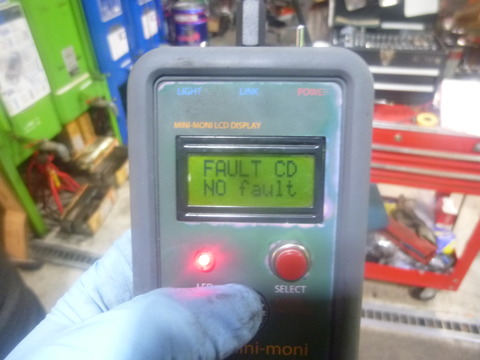 LIGHT LINK POWER
MINI-MONI LCD DISPLAY
FAULT CD
NO fault
LED SELECT
mini-moni